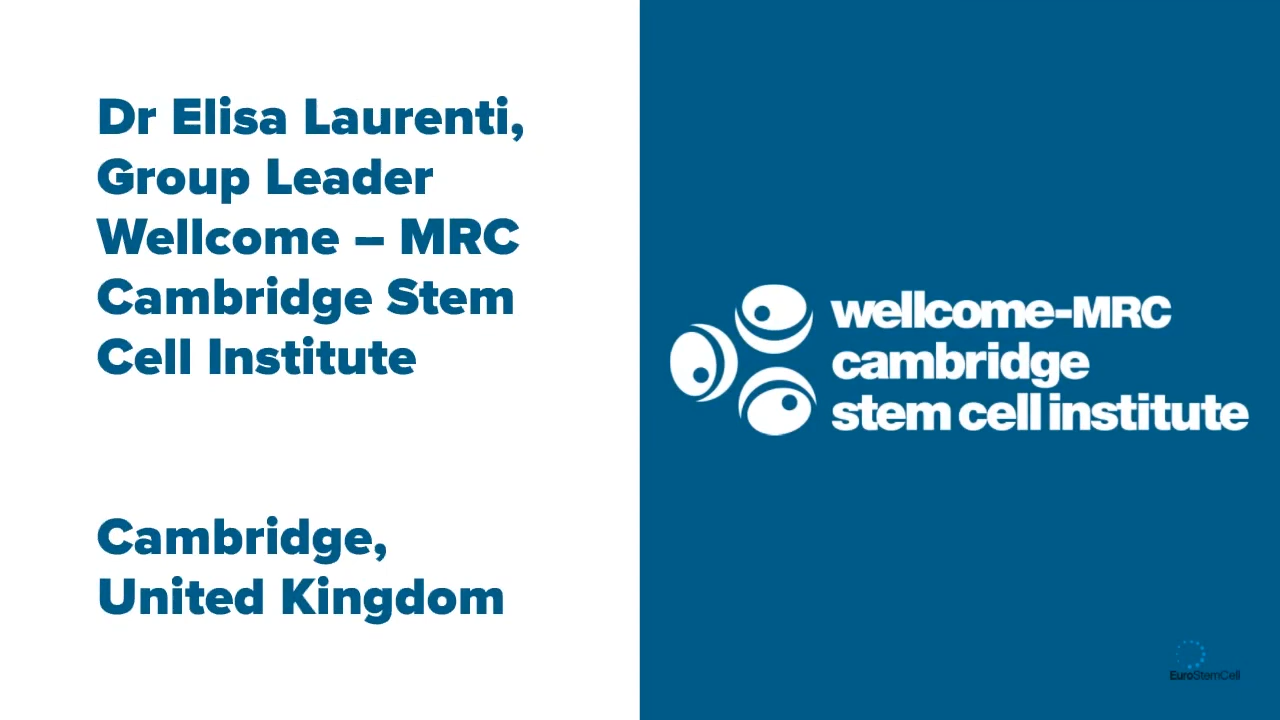 Dr Elisa Laurenti,
Group Leader
Wellcome – MRC
Cambridge Stem
Cell Institute
Cambridge,
United Kingdom
wellcome-MRC
cambridge
stem cell institute
EuroStemCell